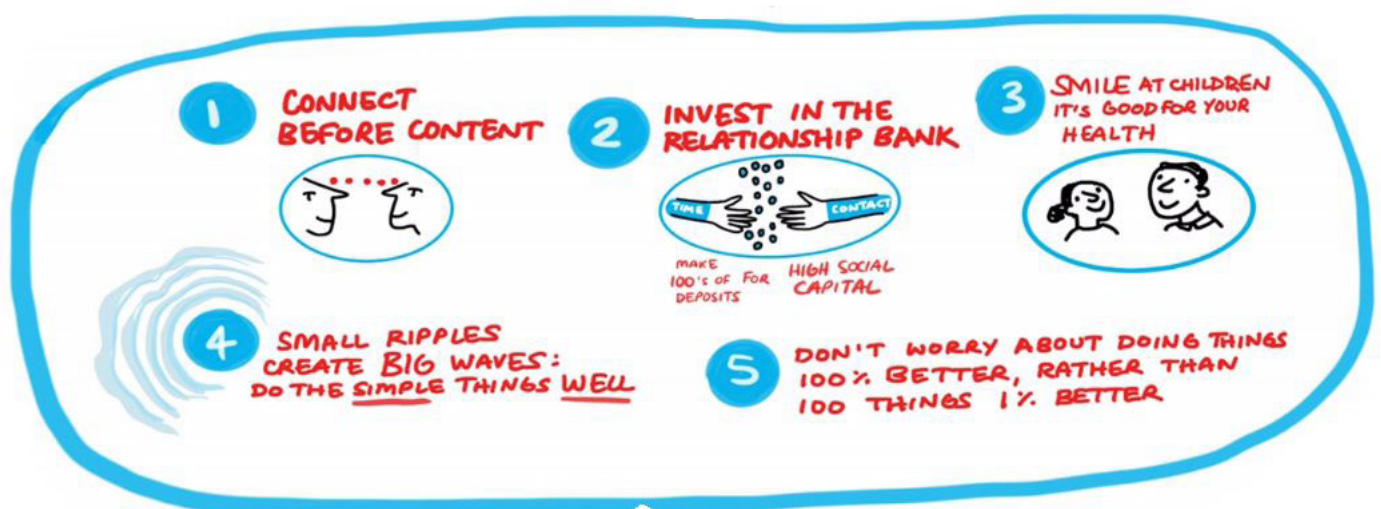 1
CONNECT
BEFORE CONTENT
2
INVEST IN THE
RELATIONSHIP BANK
TIME
CONTACT
MAKE
100'S OF FOR
DEPOSITS
HIGH SOCIAL
CAPITAL
3
SMILE AT CHILDREN
IT'S GOOD FOR YOUR
HEALTH
4
SMALL RIPPLES
CREATE BIG WAVES:
DO THE SIMPLE THINGS WELL
5
DON'T WORRY ABOUT DOING THINGS
100% BETTER, RATHER THAN
100 THINGS 1% BETTER